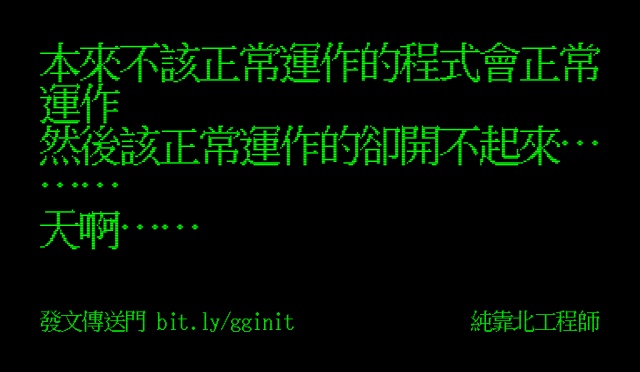 本來不該正常運作的程式會正常
運作
然後該正常運作的卻開不起來…
……
天啊……
發文傳送門 bit.ly/gginit
純靠北工程師